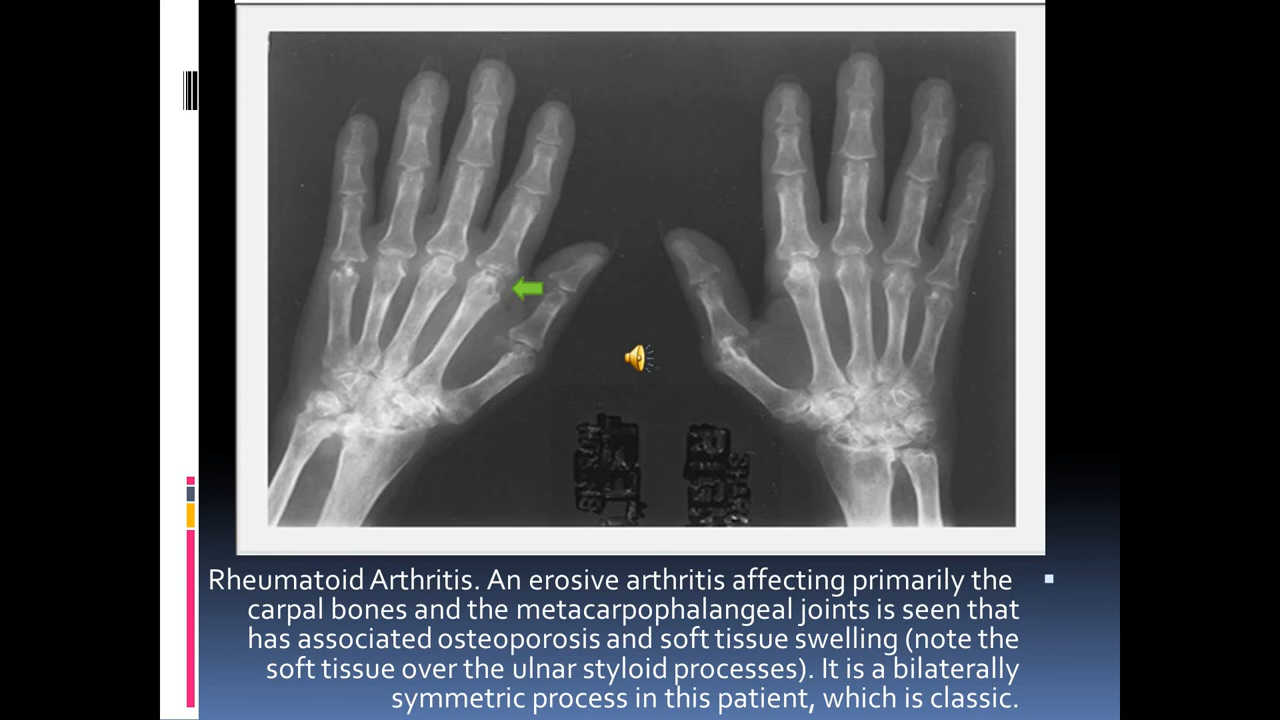 Rheumatoid Arthritis. An erosive arthritis affecting primarily the
carpal bones and the metacarpophalangeal joints is seen that
has associated osteoporosis and soft tissue swelling (note the
soft tissue over the ulnar styloid processes). It is a bilaterally
symmetric process in this patient, which is classic.